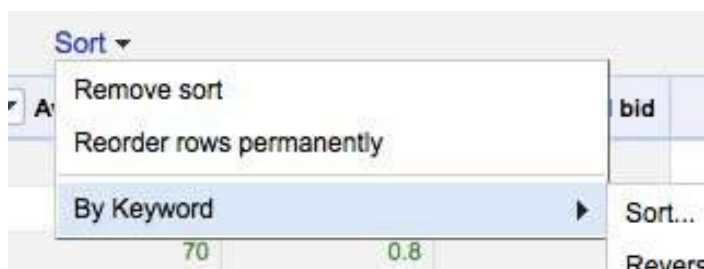 Sort
Remove sort
bid
Reorder rows permanently
By Keyword
Sort...
70 0.8